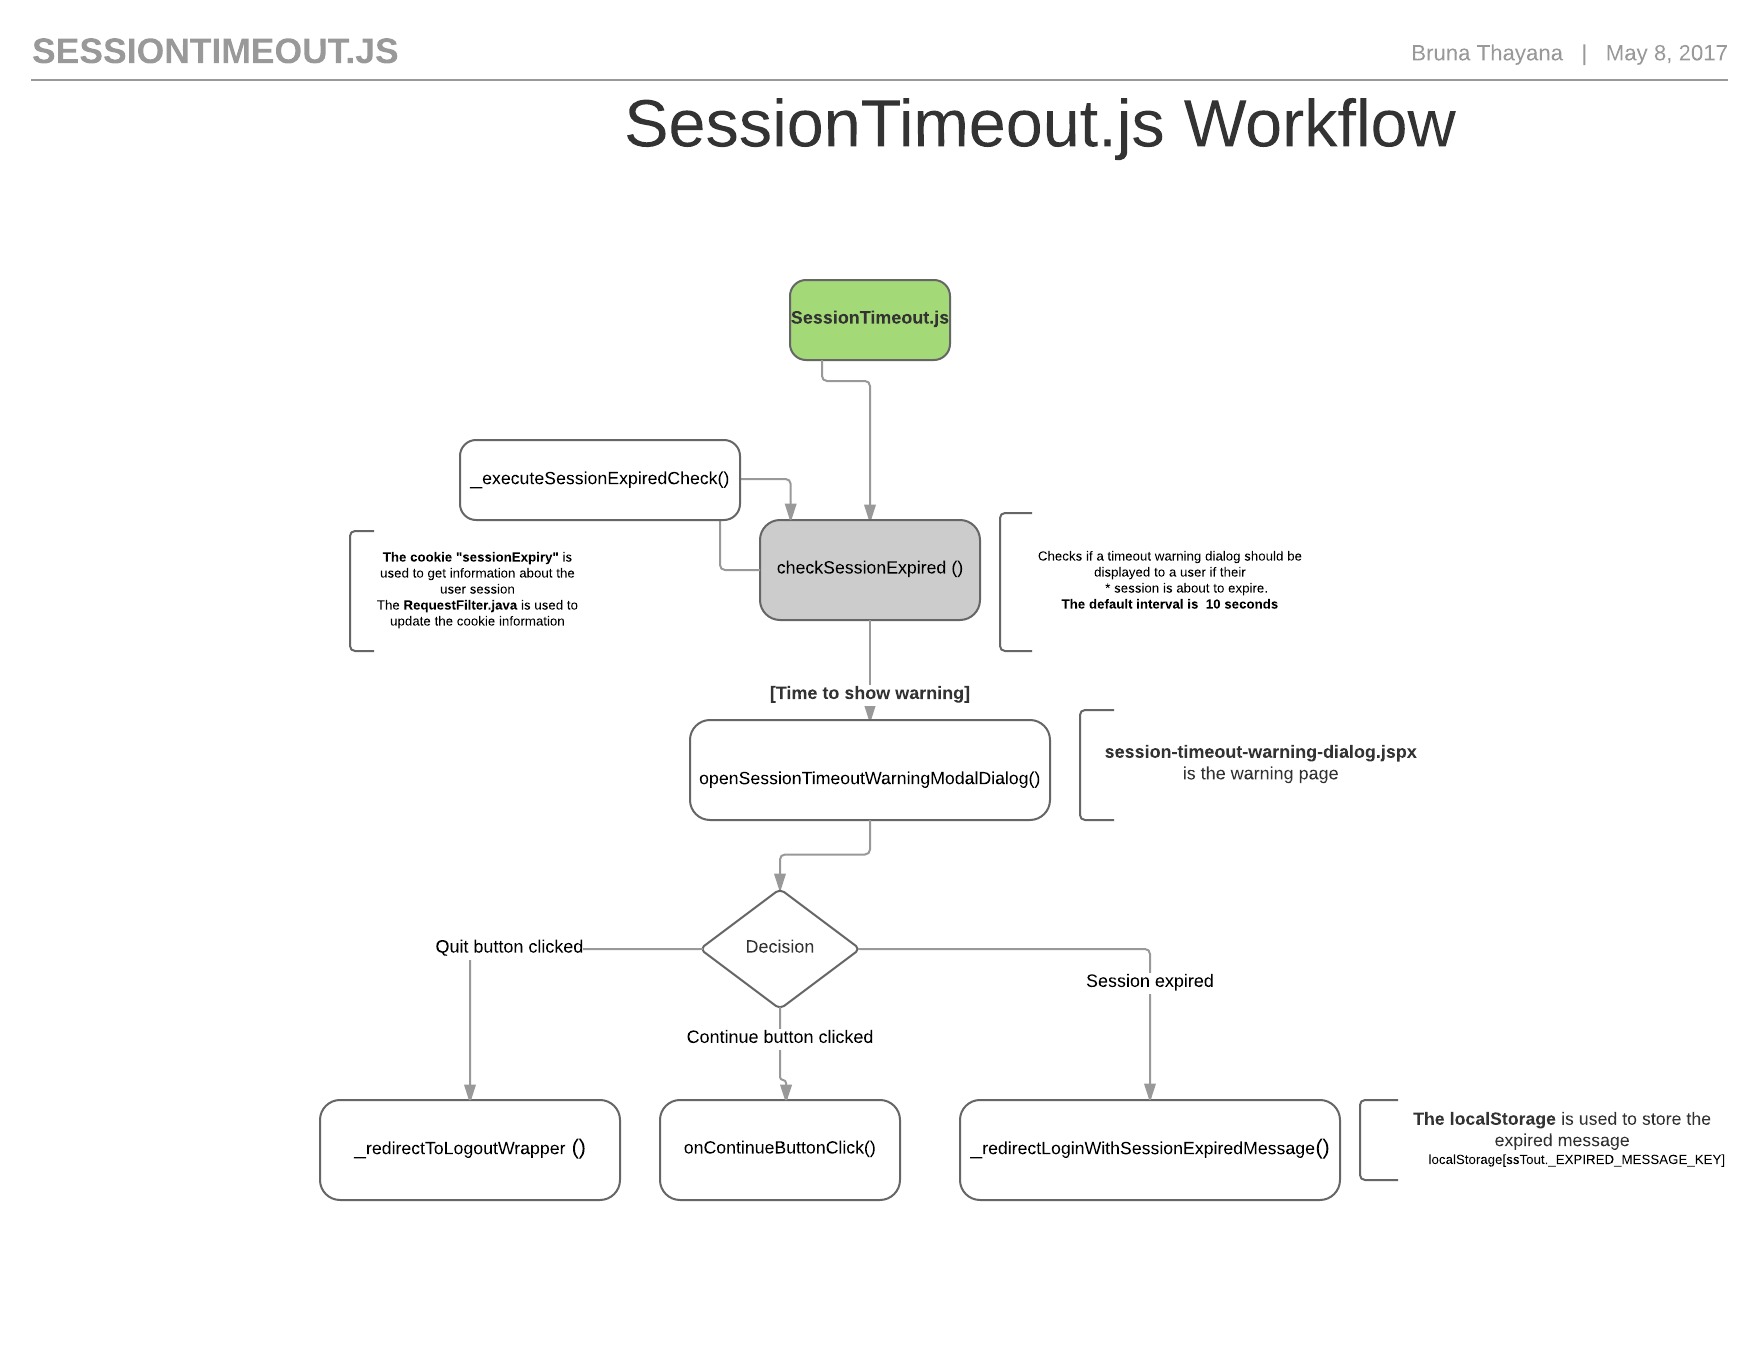 SESSIONTIMEOUT.JS
Bruna Thayana | May 8, 2017
SessionTimeout.js Workflow
SessionTimeout.js
_executeSessionExpiredCheck()
The cookie "sessionExpiry" is
used to get information about the
user session
The RequestFilter.java is used to
update the cookie information
checkSessionExpired ()
Checks if a timeout warning dialog should be
displayed to a user if their
* session is about to expire.
The default interval is 10 seconds
[Time to show warning]
openSessionTimeoutWarningModalDialog()
session-timeout-warning-dialog.jspx
is the warning page
Decision
Quit button clicked
Session expired
Continue button clicked
_redirectToLogoutWrapper ()
onContinueButtonClick()
_redirectLoginWithSessionExpiredMessage()
The localStorage is used to store the
expired message
localStorage[ssTout._EXPIRED_MESSAGE_KEY]